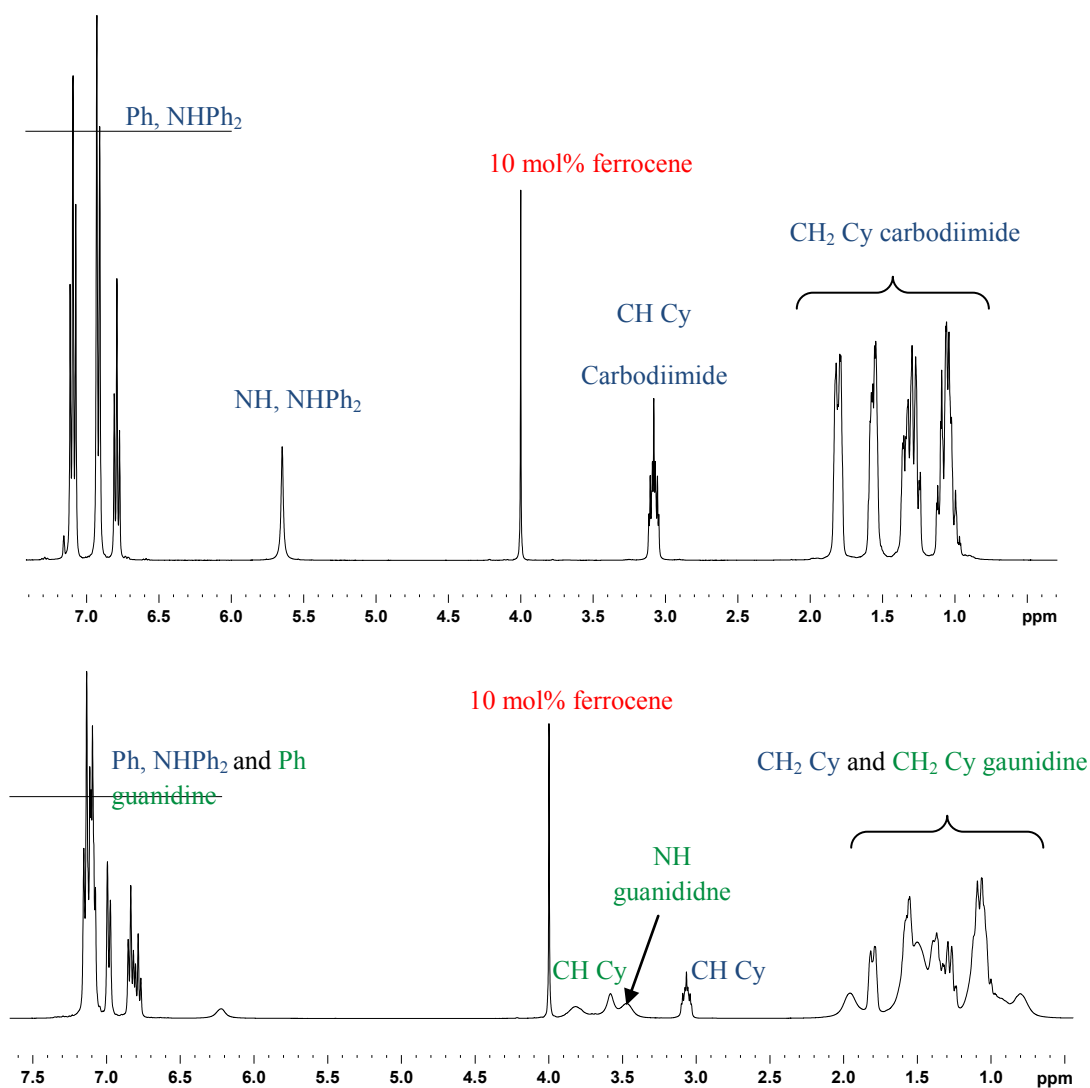 Ph, NHPh₂
10 mol% ferrocene
CH₂ Cy carbodiimide
CH Cy
Carbodiimide
NH, NHPh₂
7.0 6.5 6.0 5.5 5.0 4.5 4.0 3.5 3.0 2.5 2.0 1.5 1.0 ppm
10 mol% ferrocene
Ph, NHPh₂ and Ph
guanidine
CH₂ Cy and CH₂ Cy gaunidine
NH
guanididne
CH Cy
CH Cy
7.5 7.0 6.5 6.0 5.5 5.0 4.5 4.0 3.5 3.0 2.5 2.0 1.5 1.0 ppm